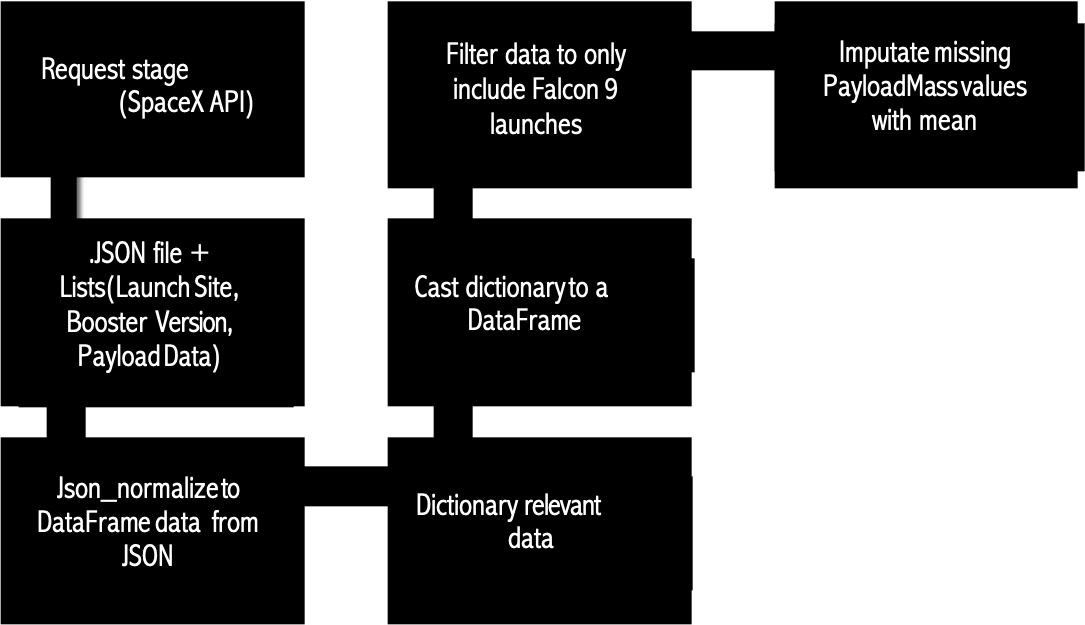 Request stage
(SpaceX API)
.JSON file +
Lists(Launch Site,
Booster Version,
Payload Data)
Json_normalize to
DataFrame data from
JSON
Dictionary relevant
data
Cast dictionary to a
DataFrame
Filter data to only
include Falcon 9
launches
Imputate missing
PayloadMass values
with mean